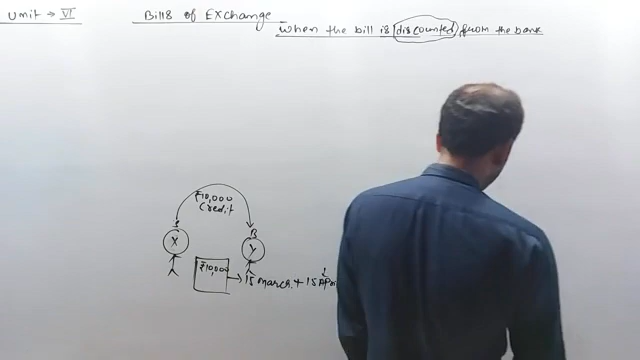 Unit → VI
Bills of Exchange
When the bill is discounted from the bank
₹10,000
Credit
X
B
Y
₹10,000
15 march. + 15